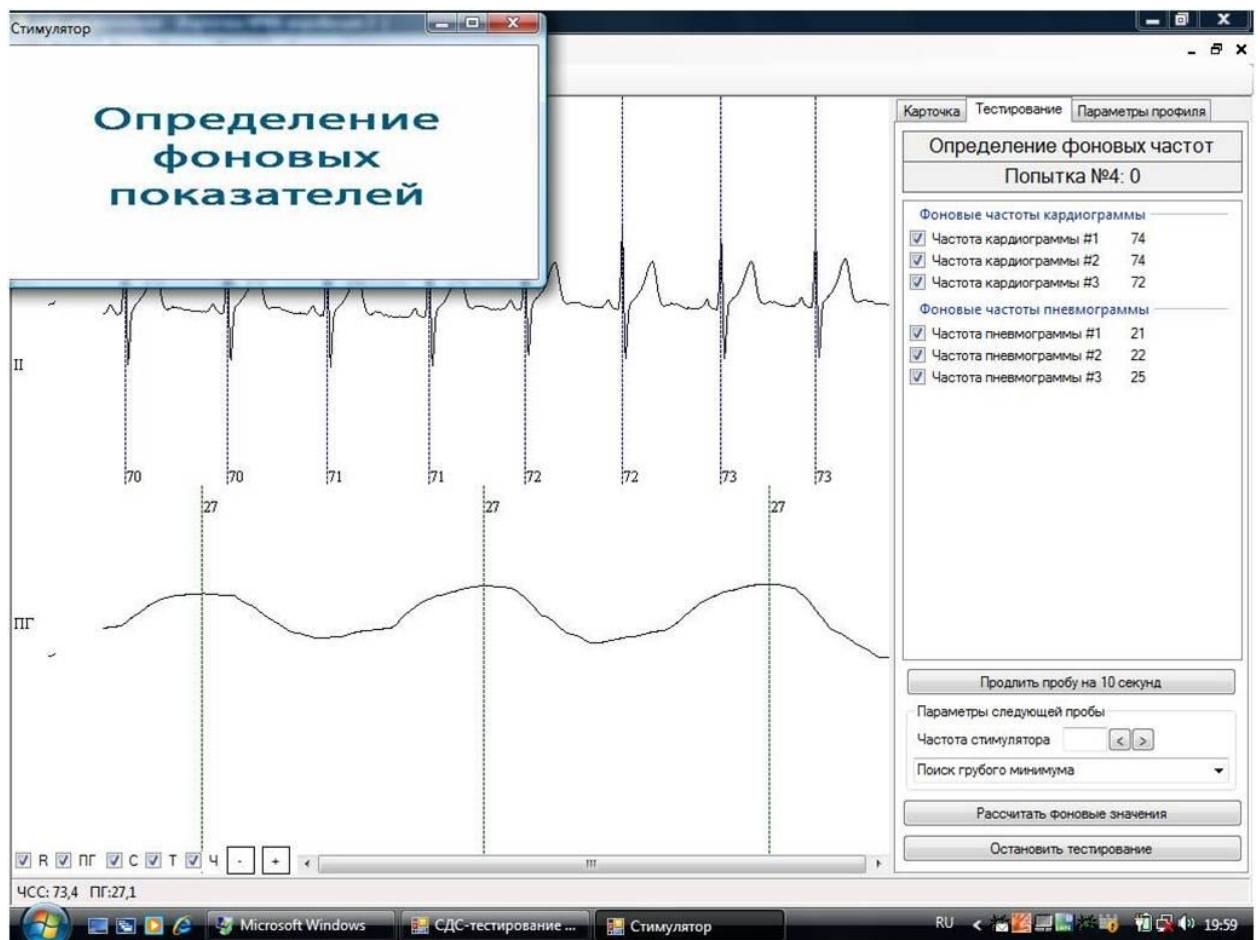 Стимулятор
Определение
фоновых
показателей
Карточка Тестирование Параметры профиля
Определение фоновых частот
Попытка №4: 0
Фоновые частоты кардиограммы
Частота кардиограммы #1 74
Частота кардиограммы #2 74
Частота кардиограммы #3 72
Фоновые частоты пневмограммы
Частота пневмограммы #1 21
Частота пневмограммы #2 22
Частота пневмограммы #3 25
II
70 70 71 71 72 72 73 73
27 27 27
ПГ
Продлить пробу на 10 секунд
Параметры следующей пробы
Частота стимулятора < >
Поиск грубого минимума
Рассчитать фоновые значения
Остановить тестирование
R ПГ С Т Ч - +
ЧСС: 73,4 ПГ:27,1
Microsoft Windows СДС-тестирование ... Стимулятор RU 19:59